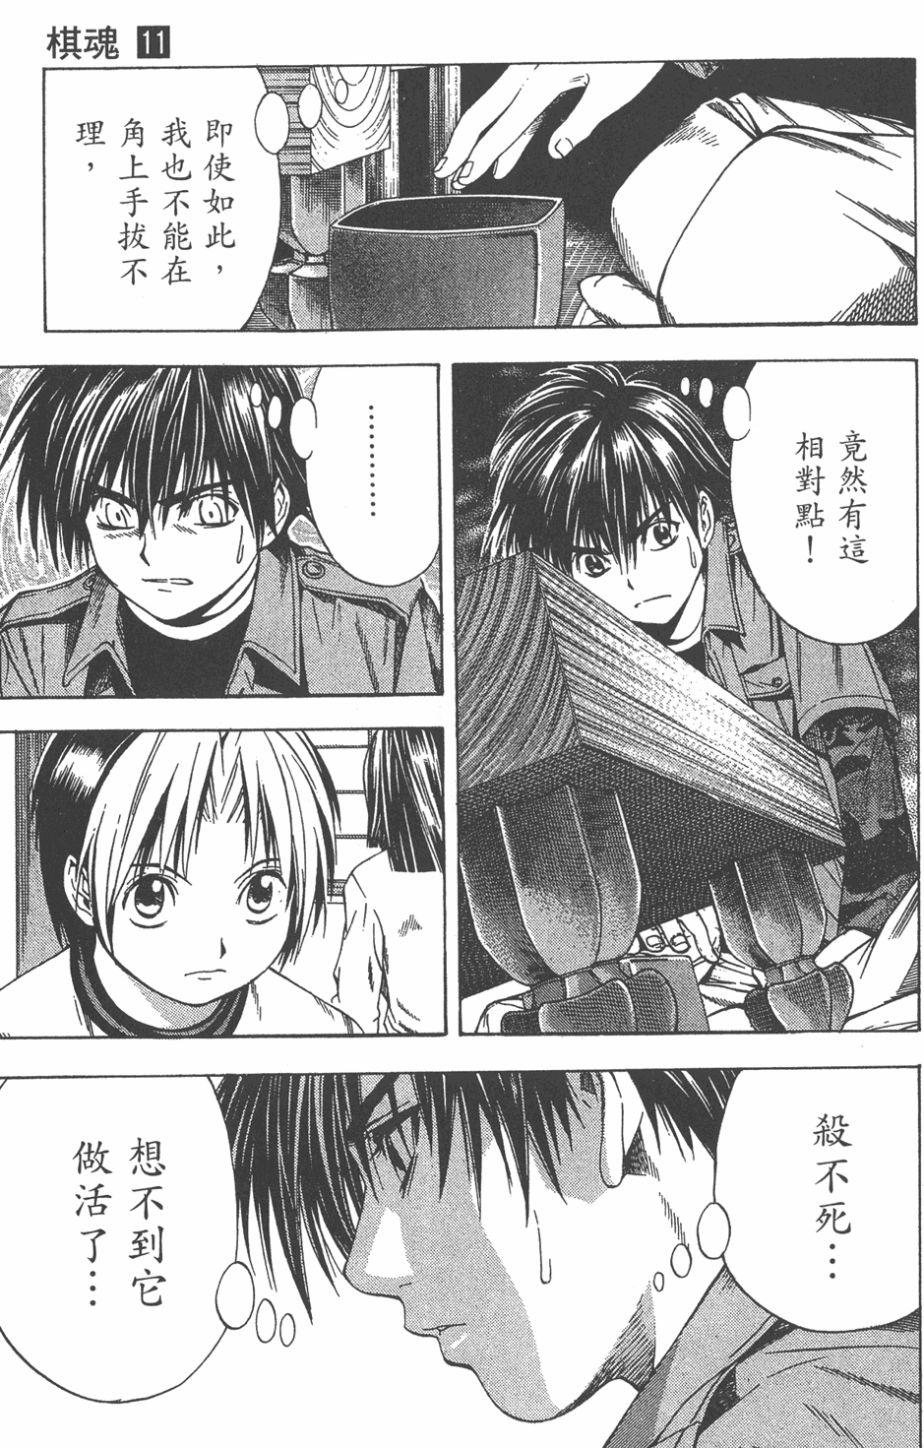 棋魂 11
即使如此，
我也不能在
角上手拔不
理，
竟然有這
相對點！
………
殺不死…
想不到它
做活了…